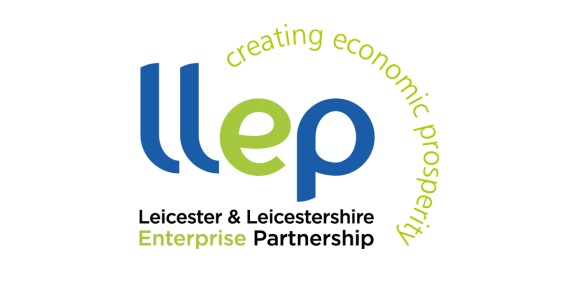 creating economic prosperity
llep
Leicester & Leicestershire
Enterprise Partnership